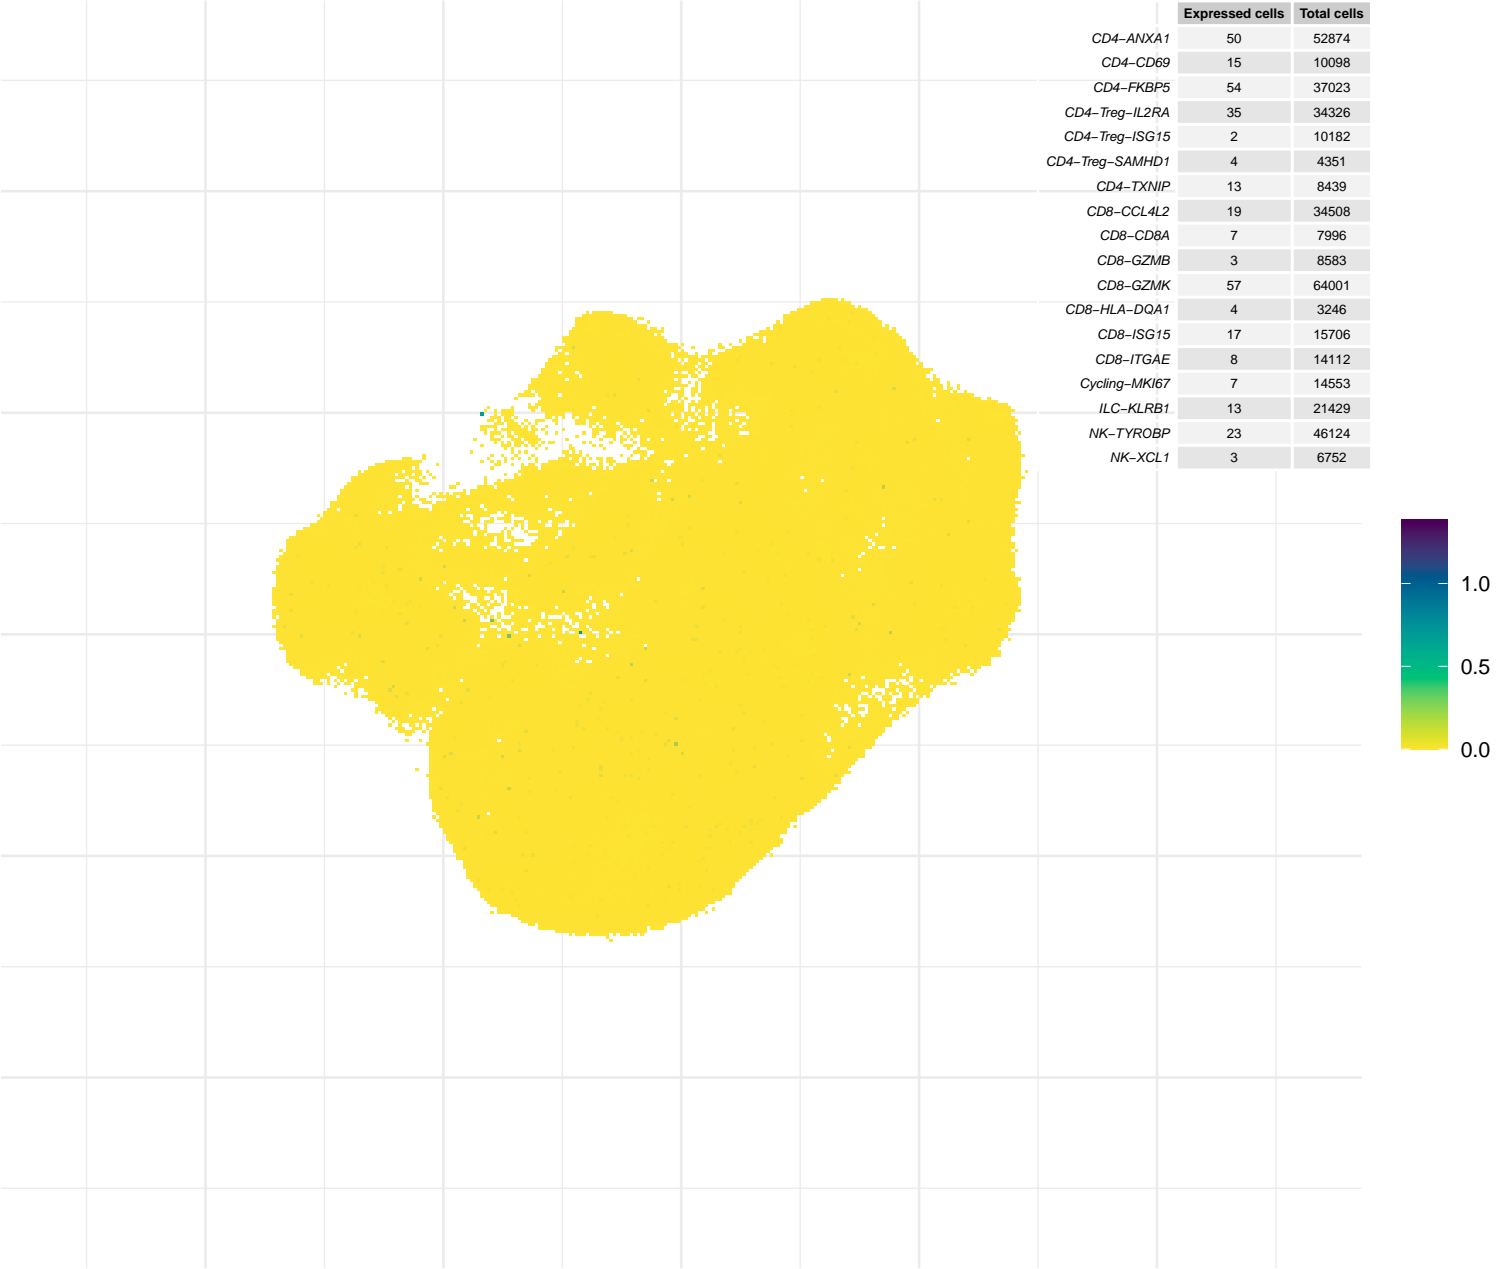 Expressed cells Total cells
CD4−ANXA1 50 52874
CD4−CD69 15 10098
CD4−FKBP5 54 37023
CD4−Treg−IL2RA 35 34326
CD4−Treg−ISG15 2 10182
CD4−Treg−SAMHD1 4 4351
CD4−TXNIP 13 8439
CD8−CCL4L2 19 34508
CD8−CD8A 7 7996
CD8−GZMB 3 8583
CD8−GZMK 57 64001
CD8−HLA−DQA1 4 3246
CD8−ISG15 17 15706
CD8−ITGAE 8 14112
Cycling−MKI67 7 14553
ILC−KLRB1 13 21429
NK−TYROBP 23 46124
NK−XCL1 3 6752
1.0
0.5
0.0